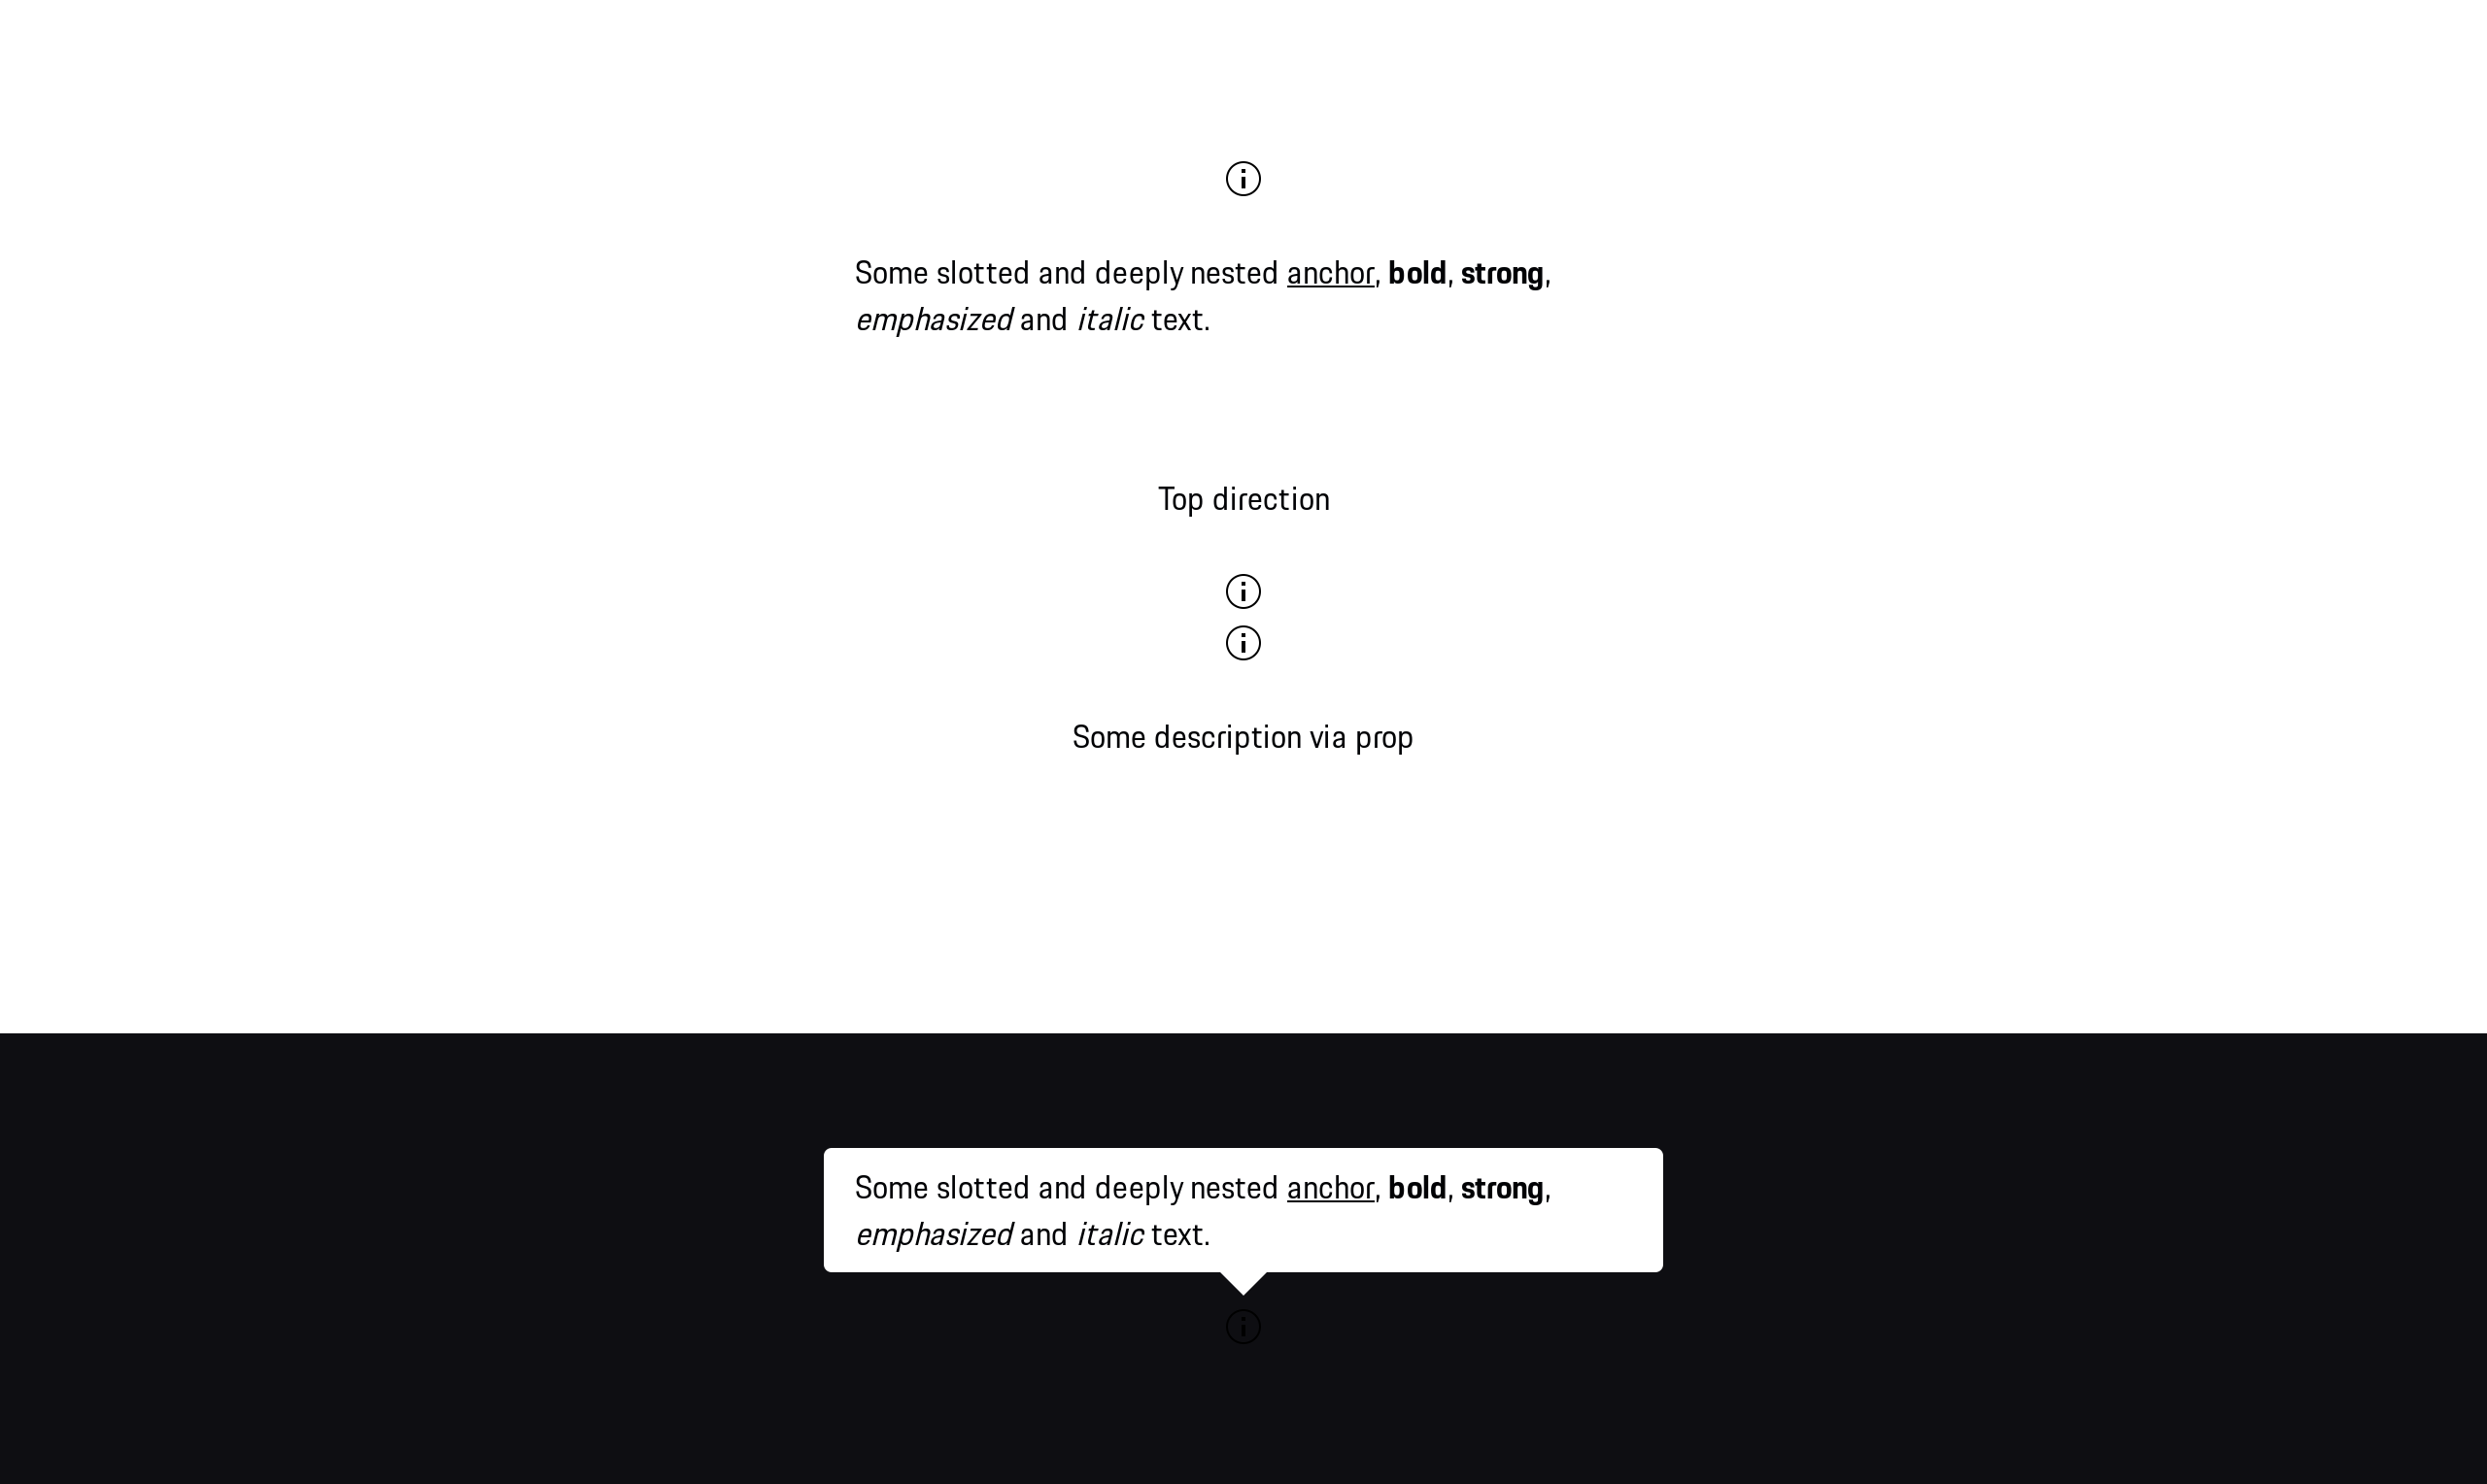 Some slotted and deeply nested anchor, bold, strong,
emphasized and italic text.
Top direction
Some description via prop
Some slotted and deeply nested anchor, bold, strong,
emphasized and italic text.